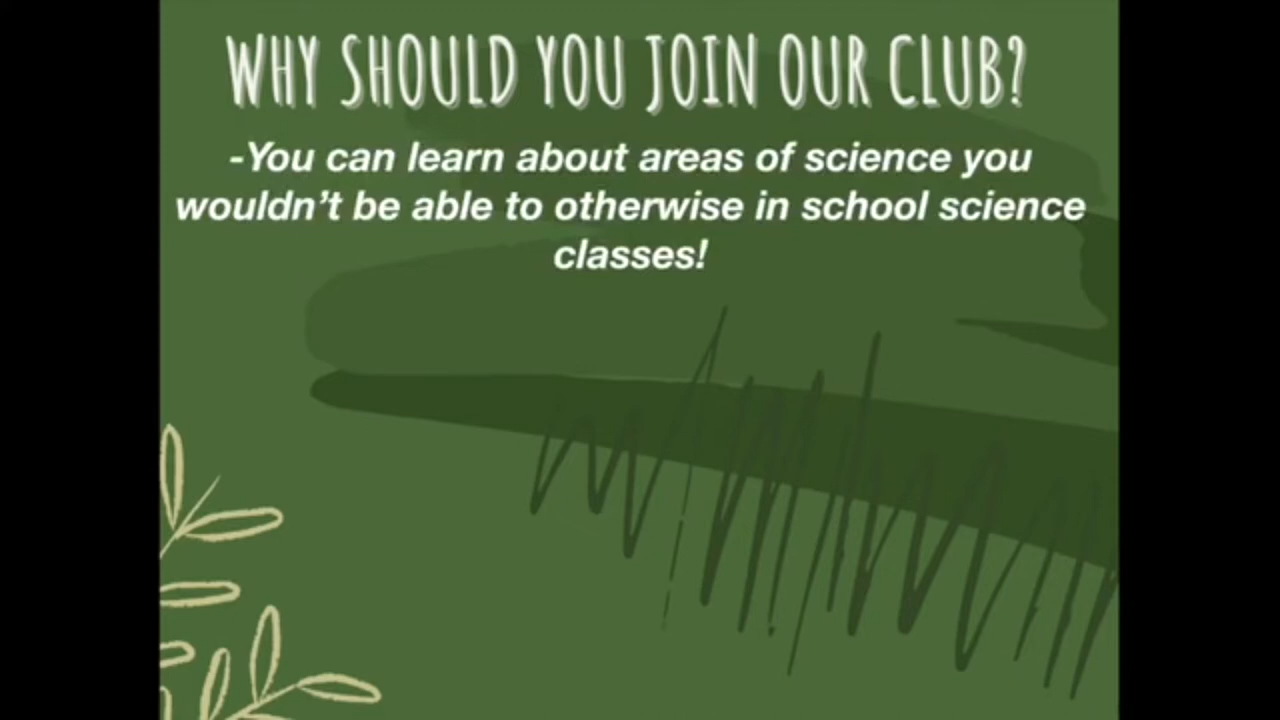 WHY SHOULD YOU JOIN OUR CLUB?
-You can learn about areas of science you
wouldn’t be able to otherwise in school science
classes!